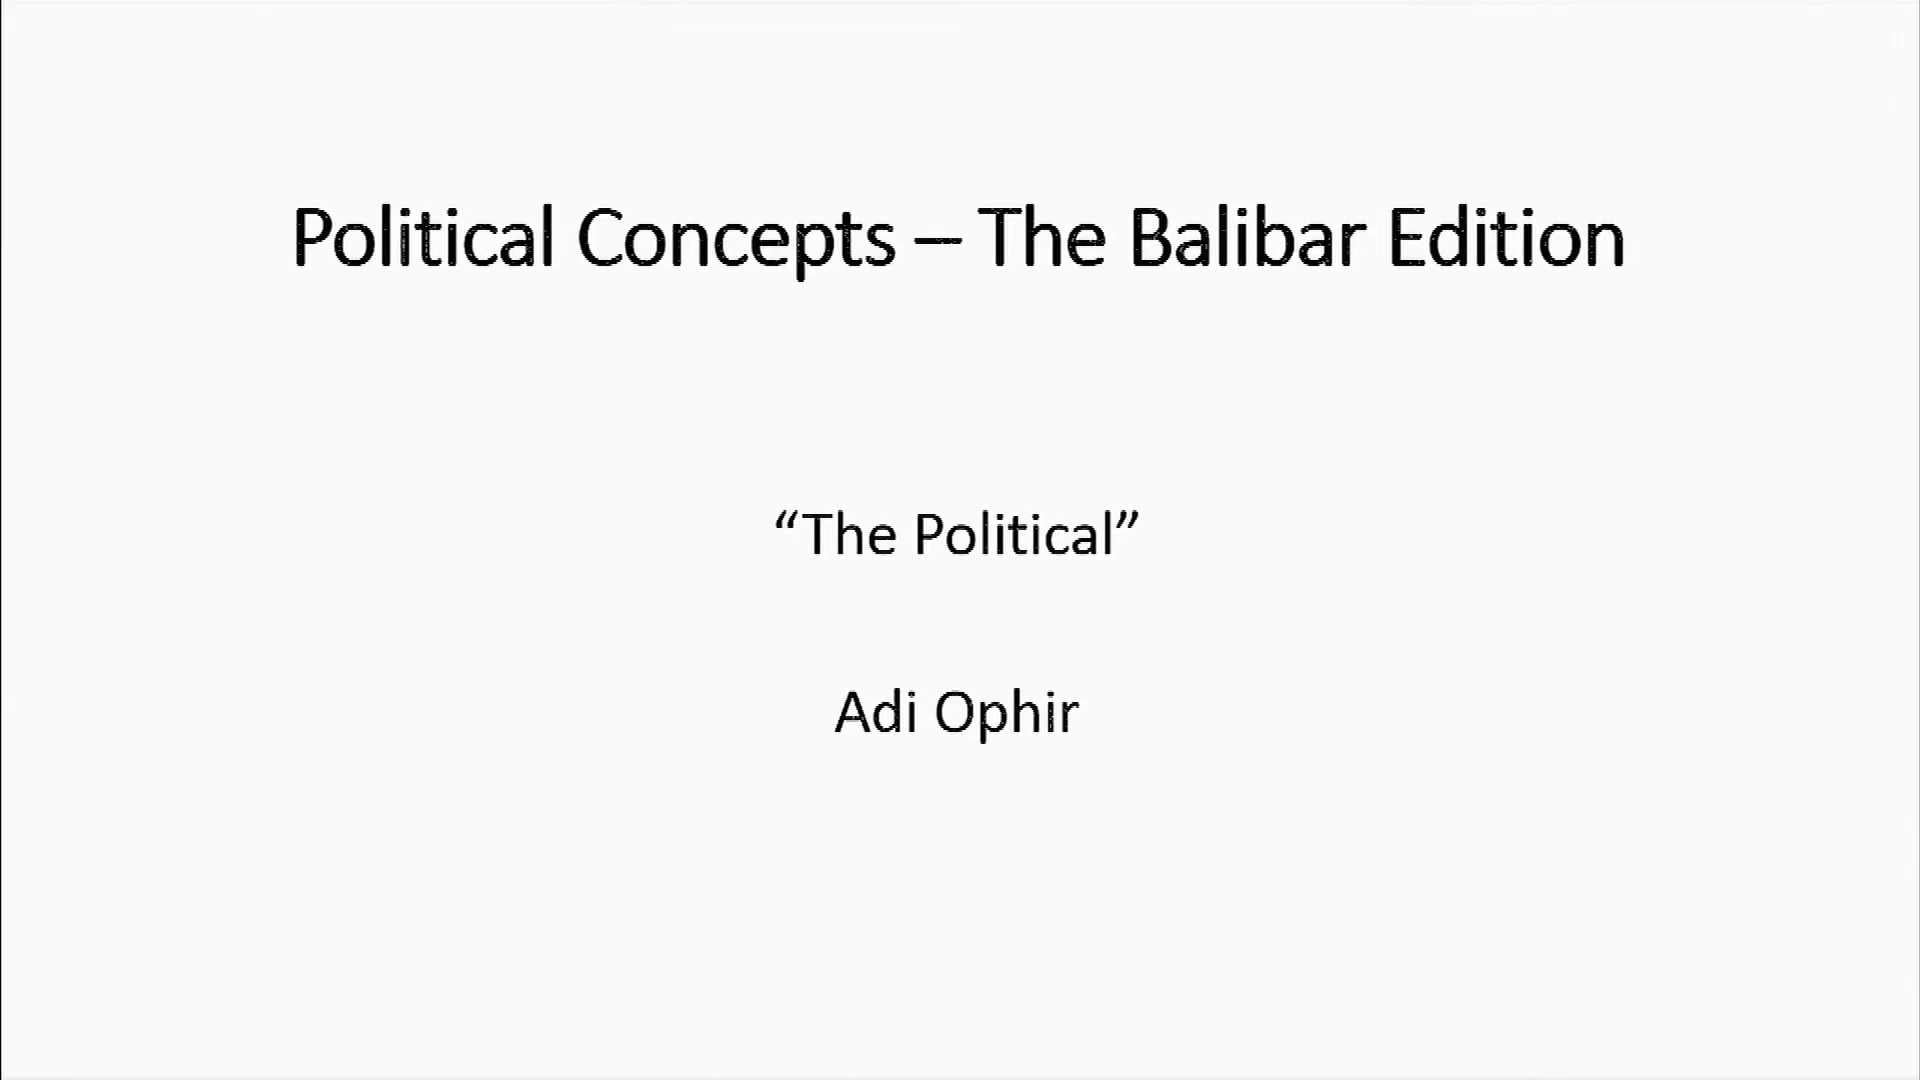 Political Concepts – The Balibar Edition
“The Political”
Adi Ophir